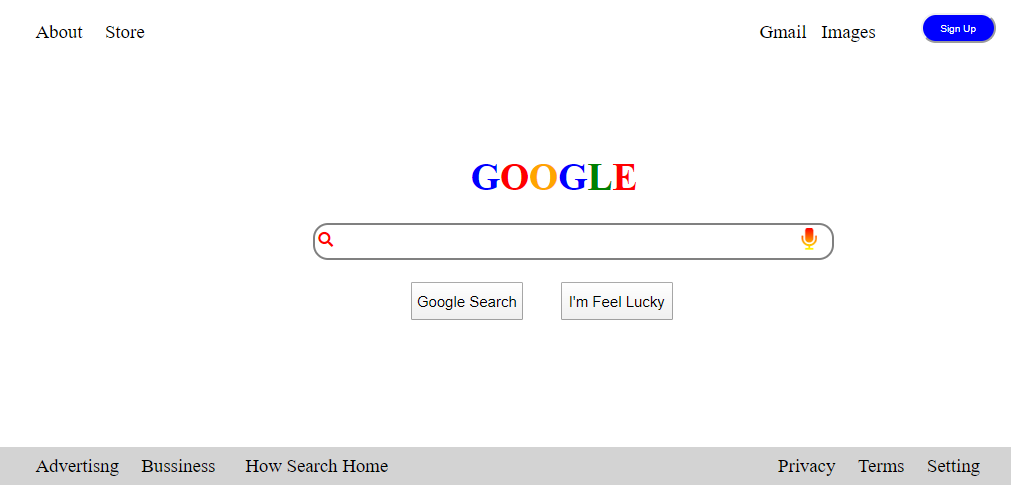 About Store Gmail Images Sign Up
GOOGLE
Google Search I'm Feel Lucky
Advertisng Bussiness How Search Home Privacy Terms Setting